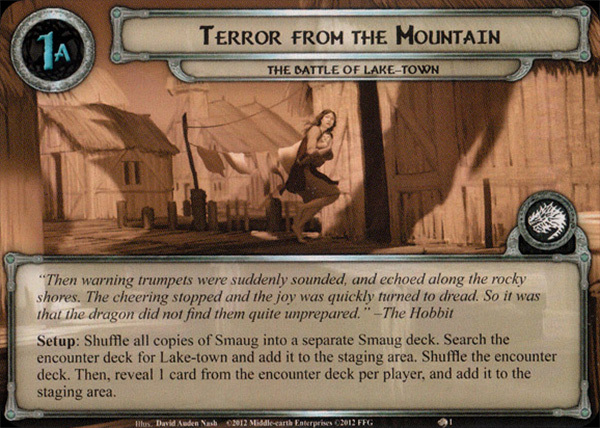 1A
TERROR FROM THE MOUNTAIN
THE BATTLE OF LAKE-TOWN
“Then warning trumpets were suddenly sounded, and echoed along the rocky
shores. The cheering stopped and the joy was quickly turned to dread. So it was
that the dragon did not find them quite unprepared.” –The Hobbit
Setup: Shuffle all copies of Smaug into a separate Smaug deck. Search the
encounter deck for Lake-town and add it to the staging area. Shuffle the encounter
deck. Then, reveal 1 card from the encounter deck per player, and add it to the
staging area.
Illus. David Auden Nash ©2012 Middle-earth Enterprises ©2012 FFG 1